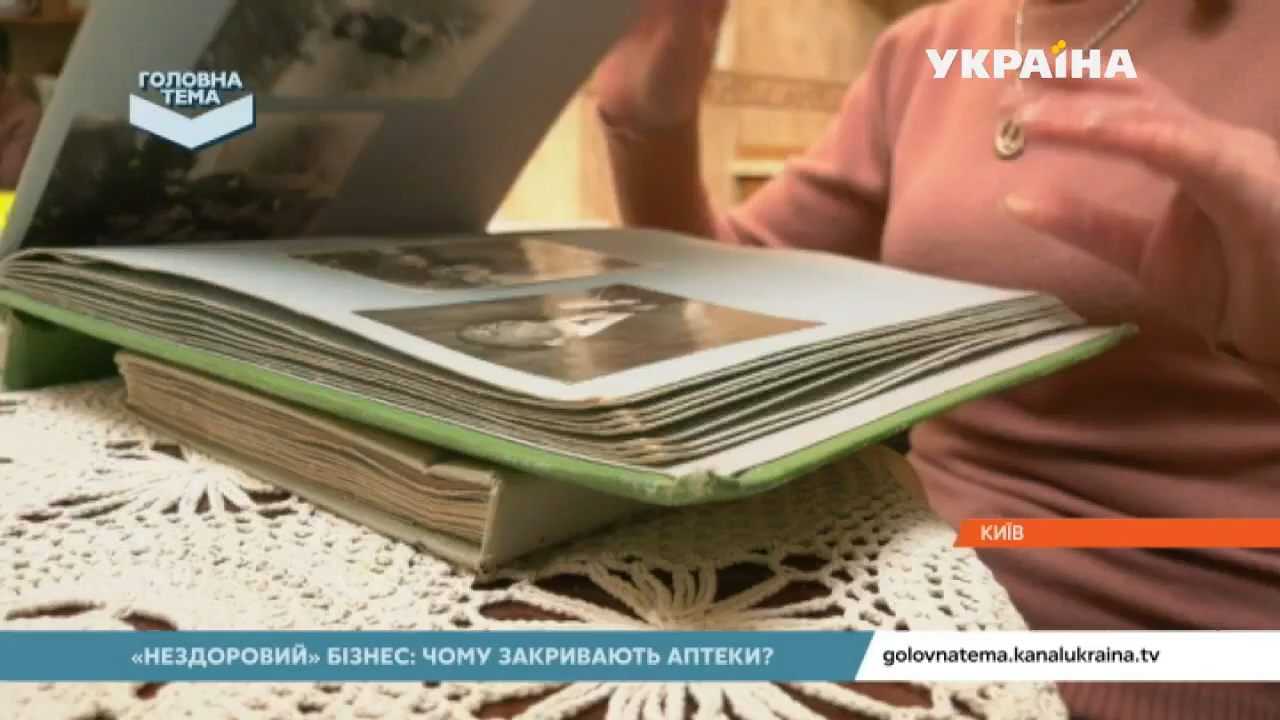 ГОЛОВНА
ТЕМА
УКРАЇНА
КИЇВ
«НЕЗДОРОВИЙ» БІЗНЕС: ЧОМУ ЗАКРИВАЮТЬ АПТЕКИ?
golovnatema.kanalukraina.tv